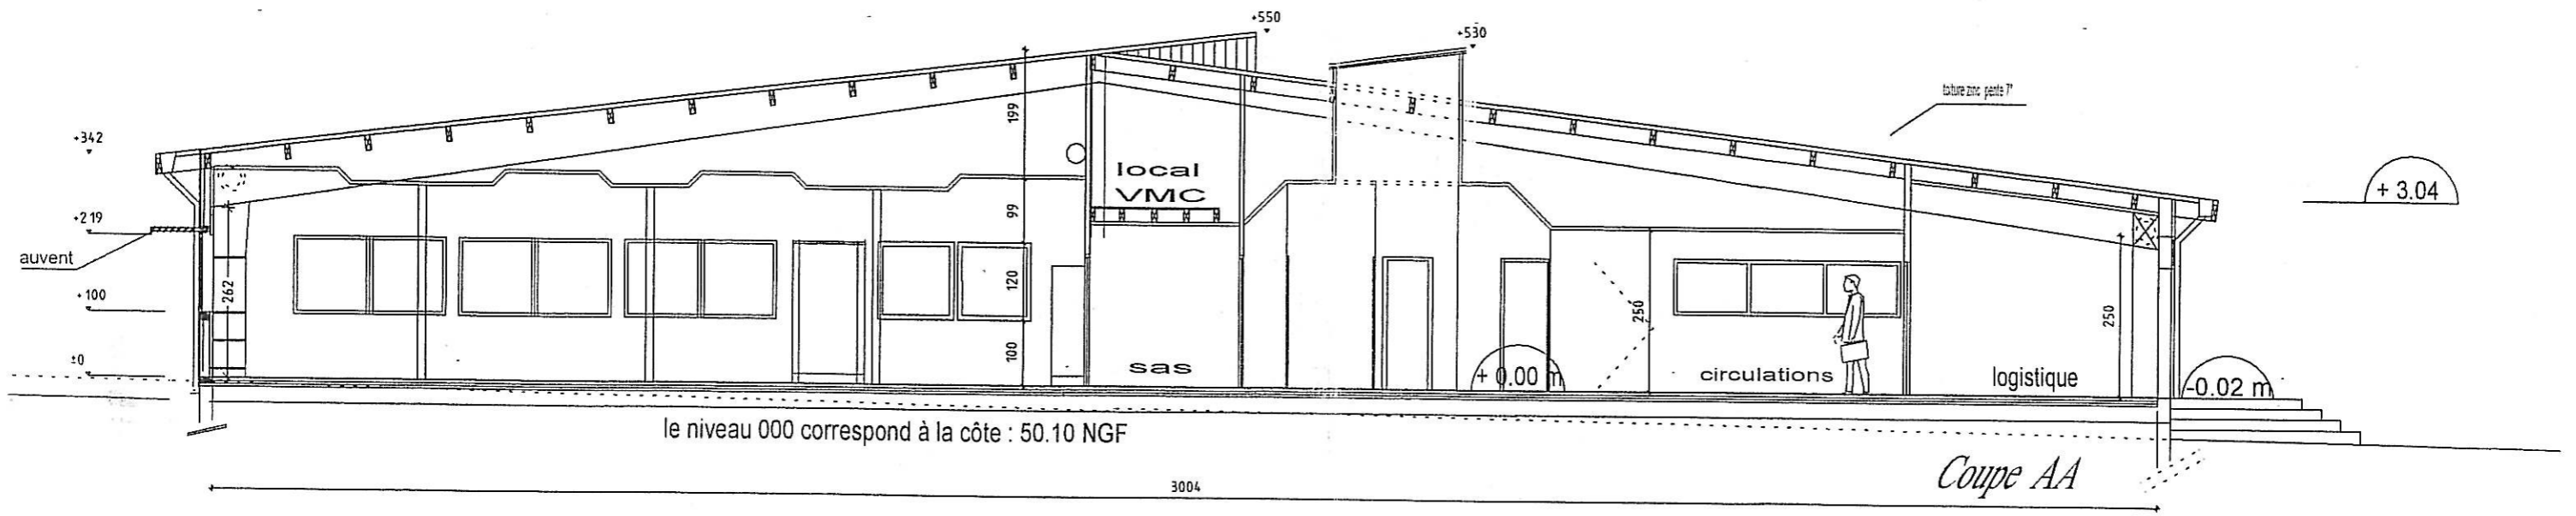 +550
+530
toiture zinc pente 7°
+342
199
local
VMC
+ 3.04
+219
99
auvent
262
120
+100
250
250
±0
100
sas
+ 0.00 m
circulations
logistique
-0.02 m
le niveau 000 correspond à la côte : 50.10 NGF
Coupe AA
3004